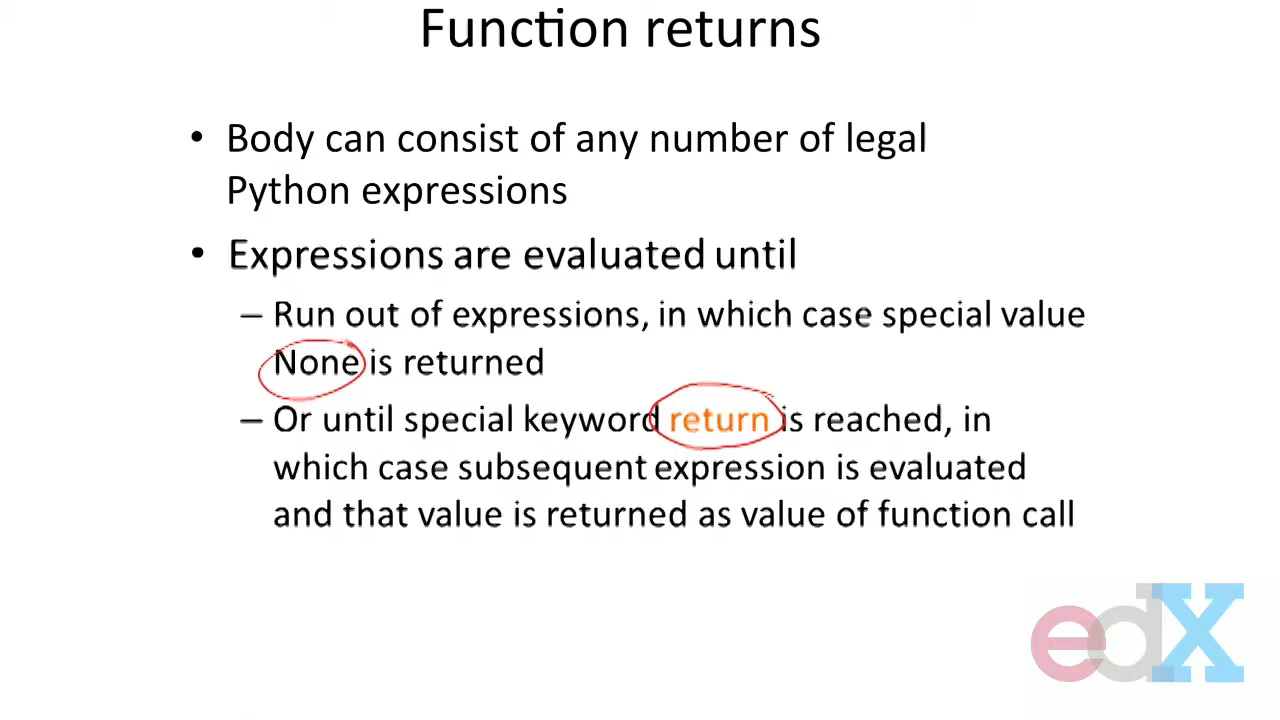 Function returns
• Body can consist of any number of legal
Python expressions
• Expressions are evaluated until
– Run out of expressions, in which case special value
None is returned
– Or until special keyword return is reached, in
which case subsequent expression is evaluated
and that value is returned as value of function call
edX